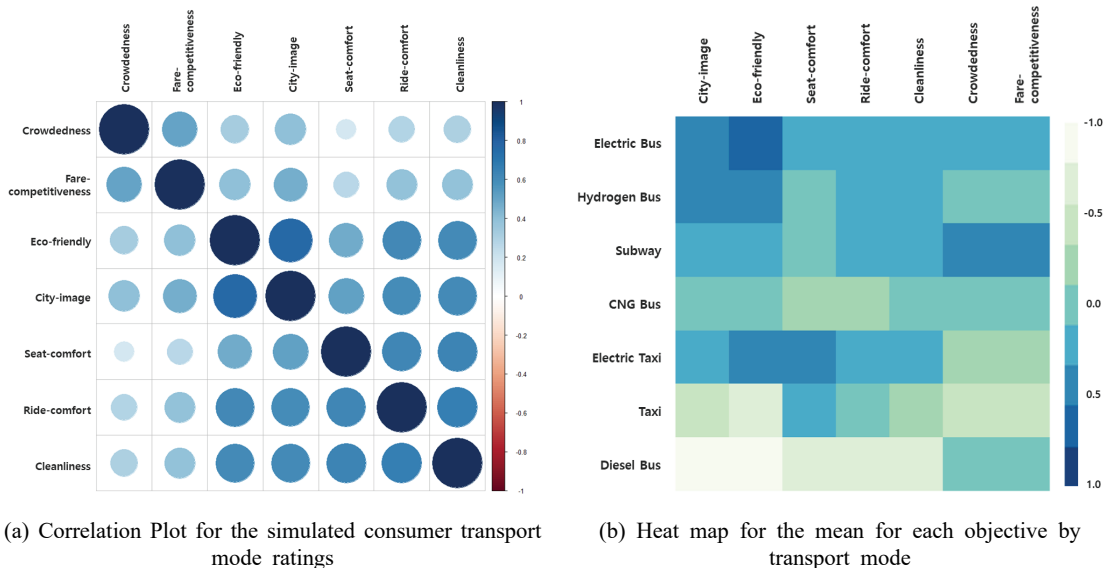 Crowdedness
Fare-
competitiveness
Eco-friendly
City-image
Seat-comfort
Ride-comfort
Cleanliness
Crowdedness
Fare-
competitiveness
Eco-friendly
City-image
Seat-comfort
Ride-comfort
Cleanliness
1
0.8
0.6
0.4
0.2
0
-0.2
-0.4
-0.6
-0.8
-1
(a) Correlation Plot for the simulated consumer transport
mode ratings
City-image
Eco-friendly
Seat-comfort
Ride-comfort
Cleanliness
Crowdedness
Fare-
competitiveness
Electric Bus
Hydrogen Bus
Subway
CNG Bus
Electric Taxi
Taxi
Diesel Bus
-1.0
-0.5
0.0
0.5
1.0
(b) Heat map for the mean for each objective by
transport mode